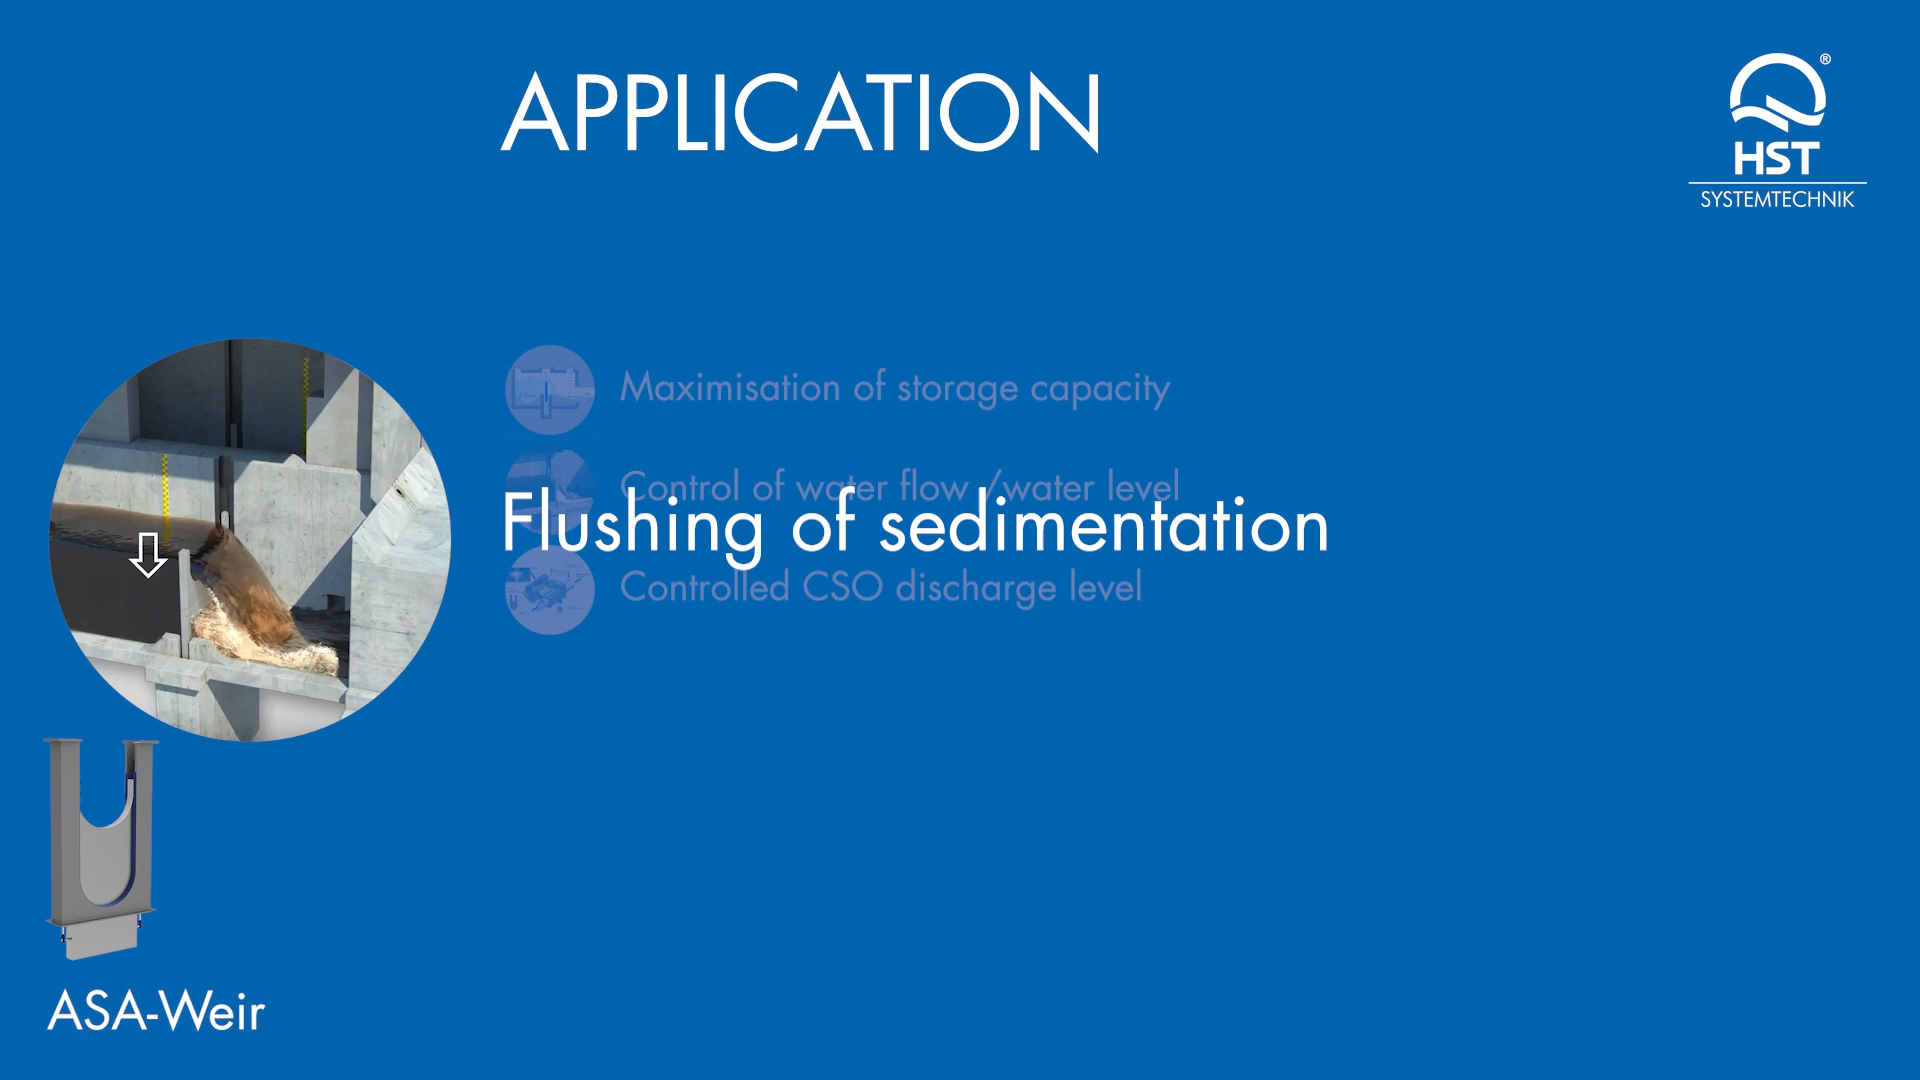 APPLICATION
®
HST
SYSTEMTECHNIK
Maximisation of storage capacity
Control of water flow /water level
Flushing of sedimentation
Controlled CSO discharge level
ASA-Weir